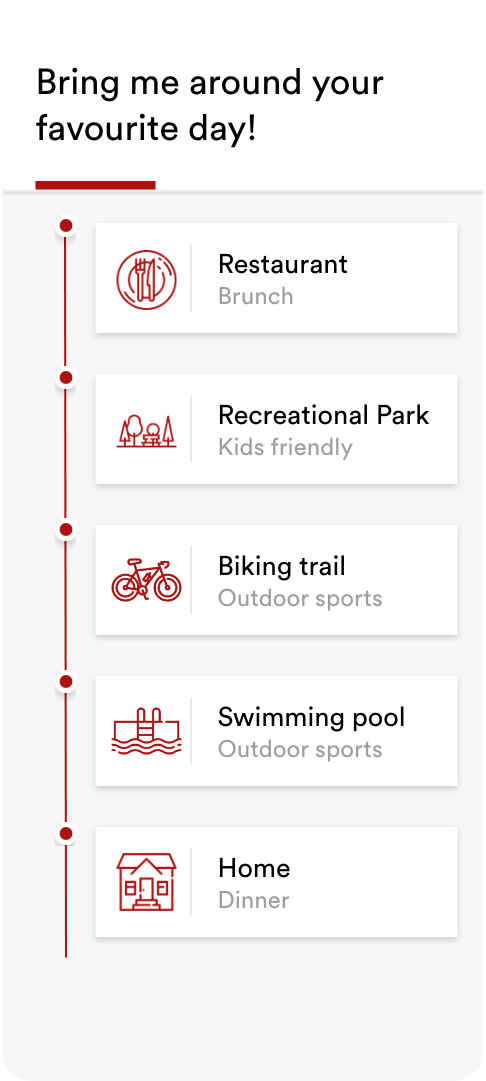 Bring me around your
favourite day!
Restaurant
Brunch
Recreational Park
Kids friendly
Biking trail
Outdoor sports
Swimming pool
Outdoor sports
Home
Dinner